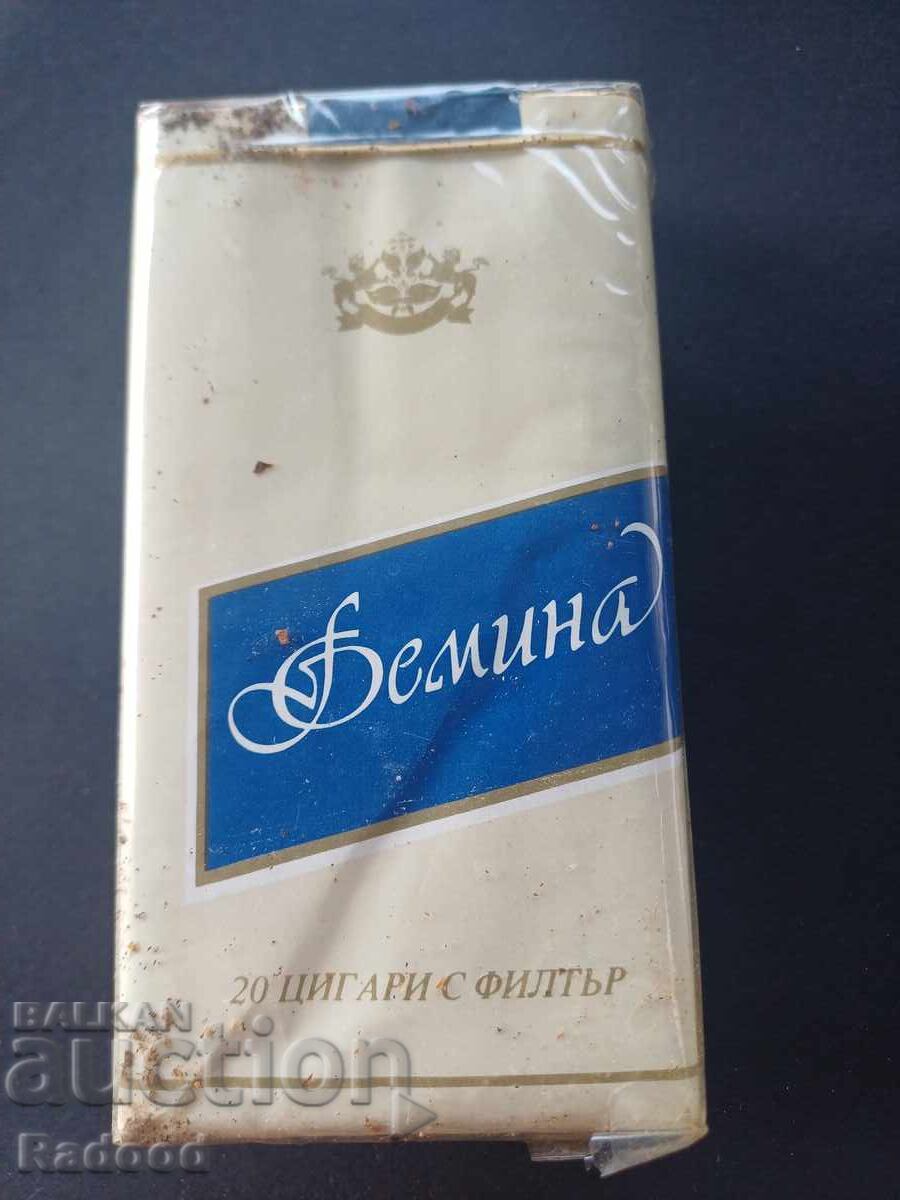 Фемина
20 ЦИГАРИ С ФИЛТЪР
BALKAN
auction
Radood